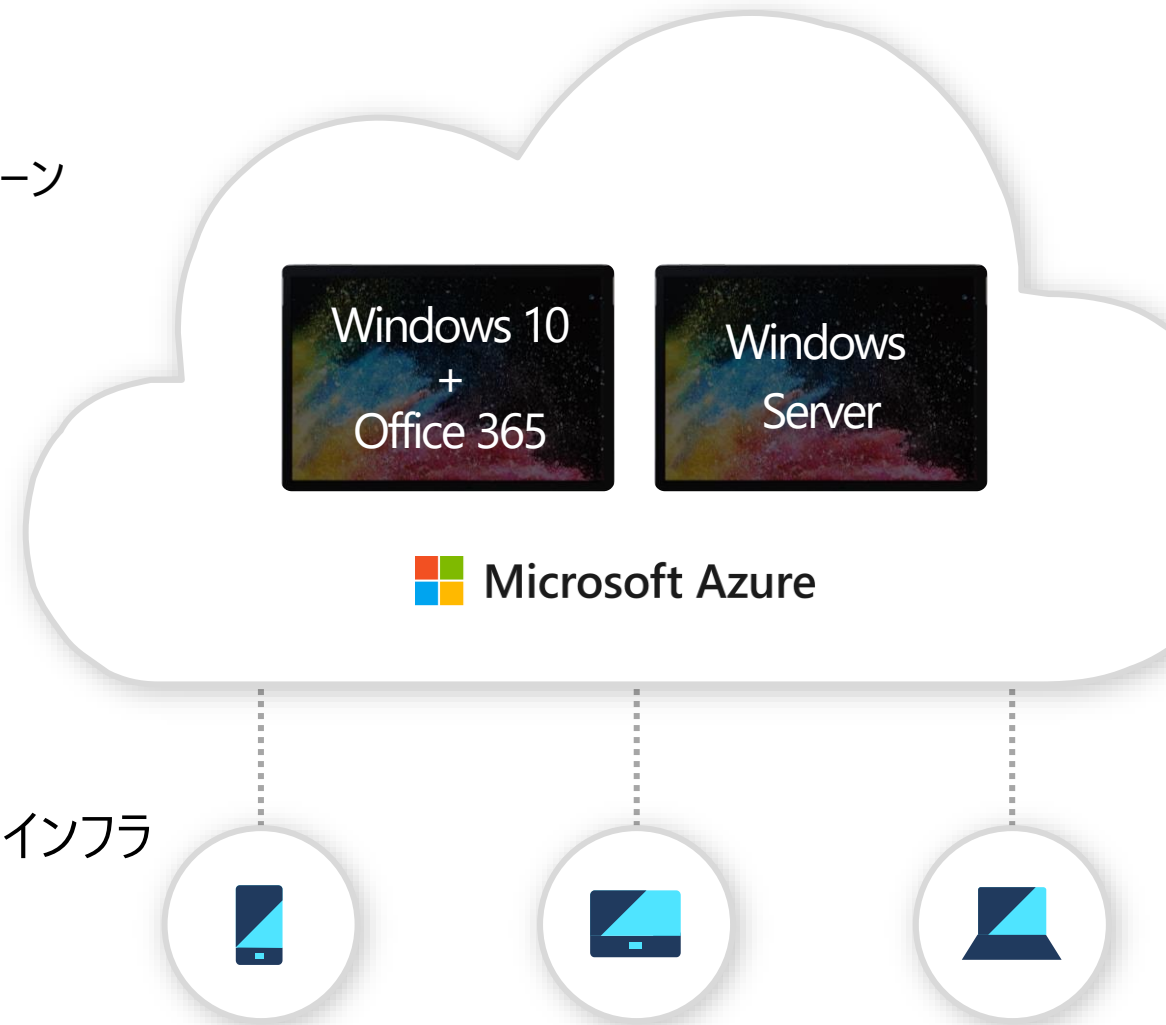 ーン
Windows 10
+
Office 365
Windows
Server
Microsoft Azure
インフラ